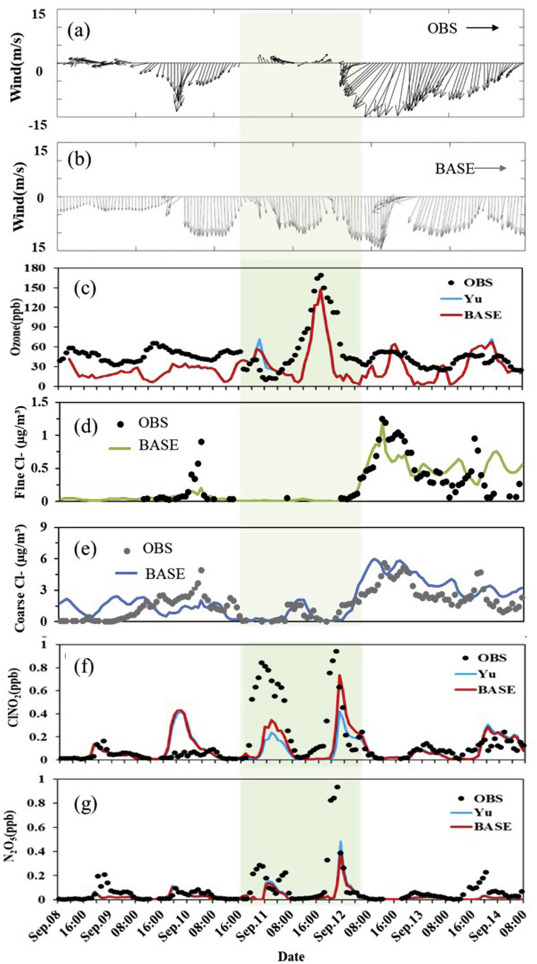 15
(a)
OBS
Wind(m/s)
0
-15
15
(b)
BASE
Wind(m/s)
0
15
180
150
120
90
60
30
0
(c)
OBS
Yu
BASE
Ozone(ppb)
1.5
1
0.5
0
(d)
OBS
BASE
Fine Cl- (μg/m³)
9
6
3
0
(e)
OBS
BASE
Coarse Cl- (μg/m³)
1
0.8
0.6
0.4
0.2
0
(f)
OBS
Yu
BASE
ClNO₂(ppb)
1
0.8
0.6
0.4
0.2
0
(g)
OBS
Yu
BASE
N₂O₅(ppb)
Sep.08
16:00
Sep.09
08:00
16:00
Sep.10
08:00
16:00
Sep.11
08:00
16:00
Sep.12
08:00
16:00
Sep.13
08:00
16:00
Sep.14
08:00
Date